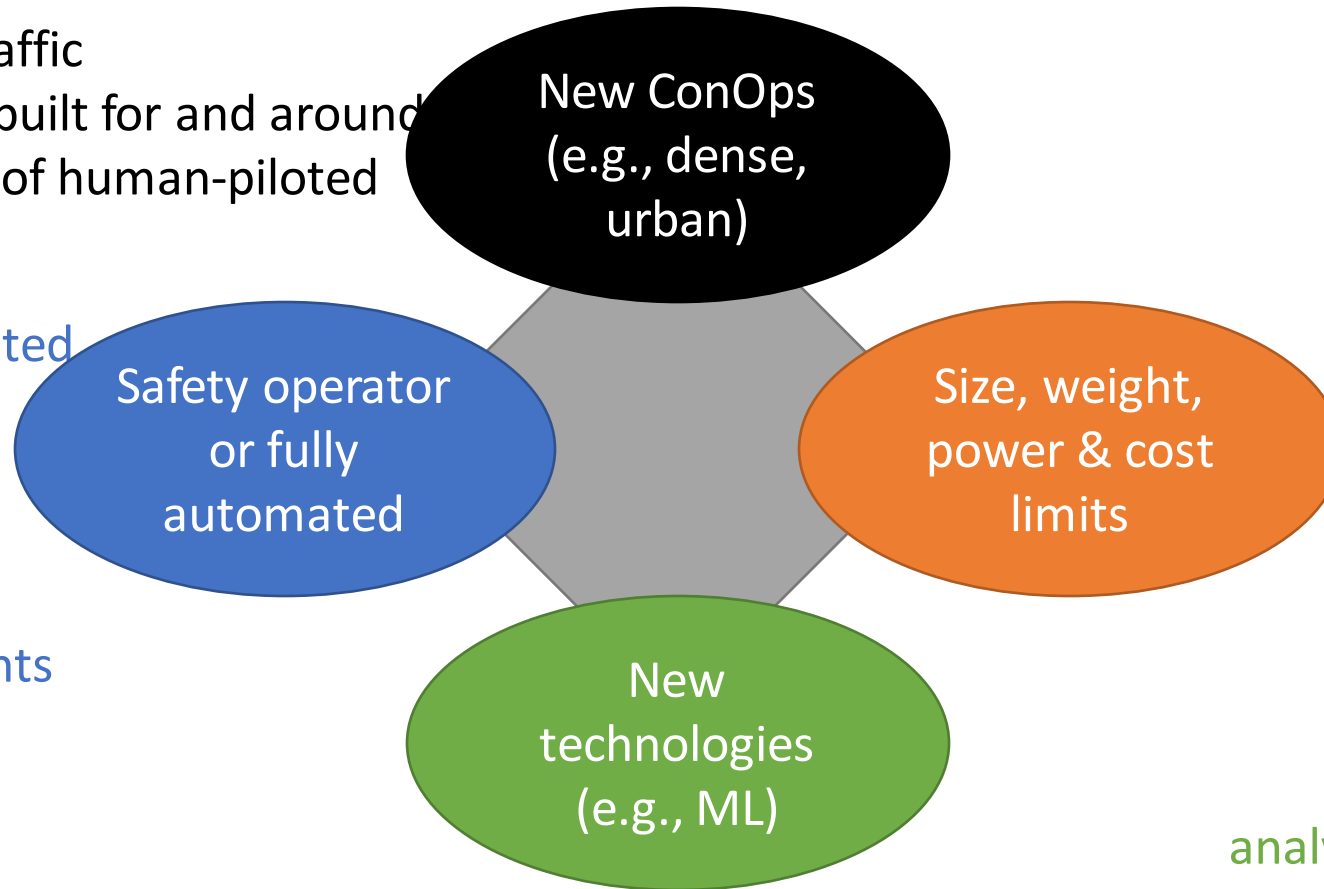 affic
built for and around
of human-piloted
New ConOps
(e.g., dense,
urban)
ted
Safety operator
or fully
automated
Size, weight,
power & cost
limits
nts
New
technologies
(e.g., ML)